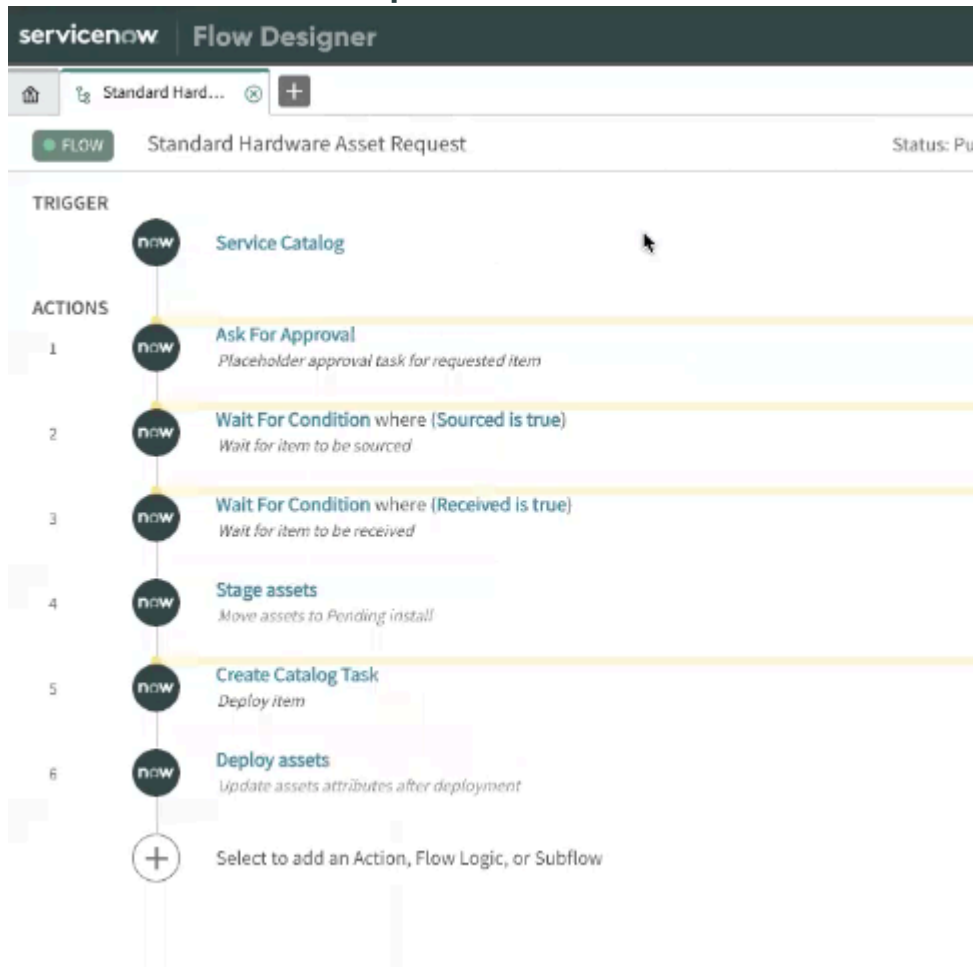 servicenow Flow Designer
Standard Hard...
FLOW Standard Hardware Asset Request Status: Pu
TRIGGER
now Service Catalog
ACTIONS
1 now Ask For Approval
Placeholder approval task for requested item
2 now Wait For Condition where (Sourced is true)
Wait for item to be sourced
3 now Wait For Condition where (Received is true)
Wait for item to be received
4 now Stage assets
Move assets to Pending install
5 now Create Catalog Task
Deploy item
6 now Deploy assets
Update assets attributes after deployment
Select to add an Action, Flow Logic, or Subflow